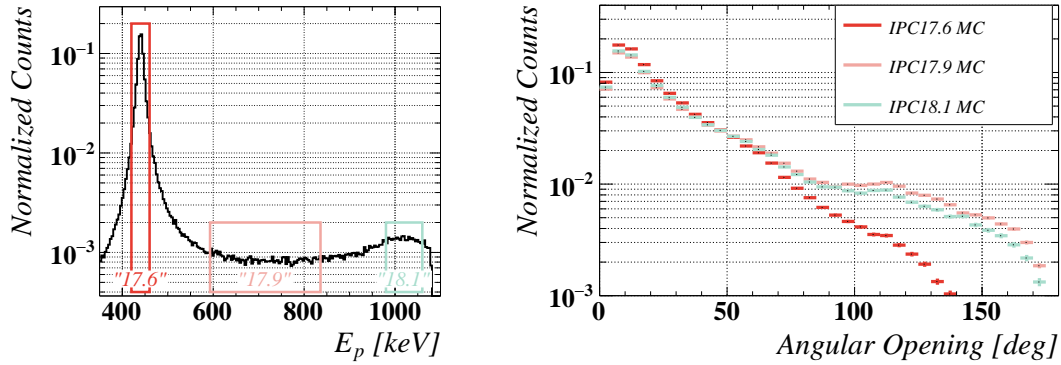 Normalized Counts
10⁻¹
10⁻²
10⁻³
"17.6"
"17.9"
"18.1"
400 600 800 1000
E_p [keV]
Normalized Counts
10⁻¹
10⁻²
10⁻³
IPC17.6 MC
IPC17.9 MC
IPC18.1 MC
0 50 100 150
Angular Opening [deg]